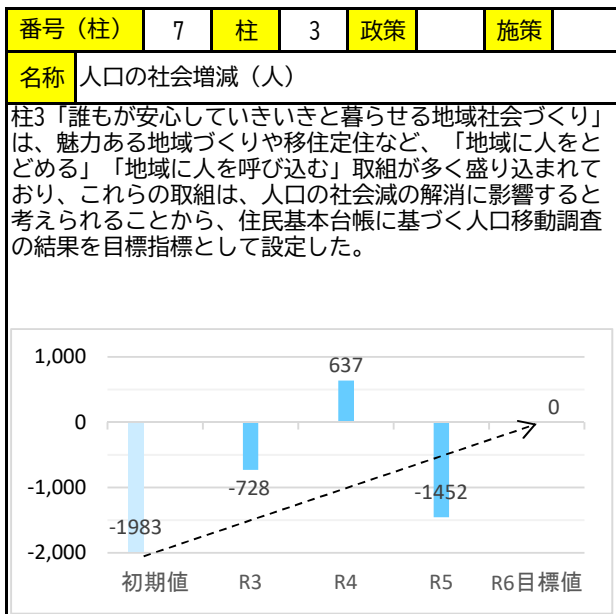 番号（柱） 7 柱 3 政策 施策
名称 人口の社会増減（人）
柱3「誰もが安心していきいきと暮らせる地域社会づくり」
は、魅力ある地域づくりや移住定住など、「地域に人をと
どめる」「地域に人を呼び込む」取組が多く盛り込まれて
おり、これらの取組は、人口の社会減の解消に影響すると
考えられることから、住民基本台帳に基づく人口移動調査
の結果を目標指標として設定した。
1,000
637
0
0
-728
-1,000
-1452
-1983
-2,000
初期値 R3 R4 R5 R6目標値